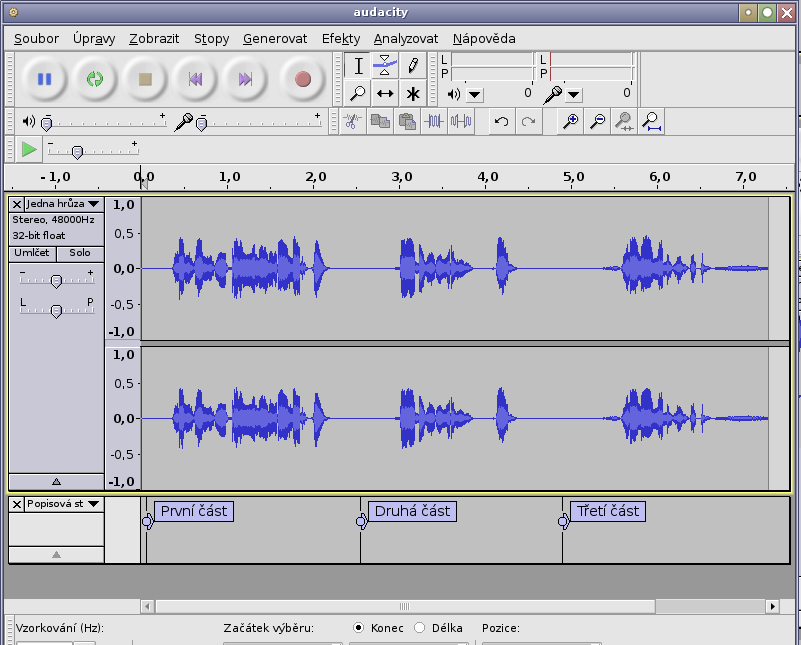 audacity
Soubor Úpravy Zobrazit Stopy Generovat Efekty Analyzovat Nápověda
L
P
0
L
P
0
- +
- +
- +
- 1,0 0 1,0 2,0 3,0 4,0 5,0 6,0 7,0
Jedna hrůza
Stereo, 48000Hz
32-bit float
Umlčet Solo
- +
L P
1,0
0,5
0,0
-0,5
-1,0
1,0
0,5
0,0
-0,5
-1,0
Popisová st
První část
Druhá část
Třetí část
Vzorkování (Hz): Začátek výběru: Konec Délka Pozice: